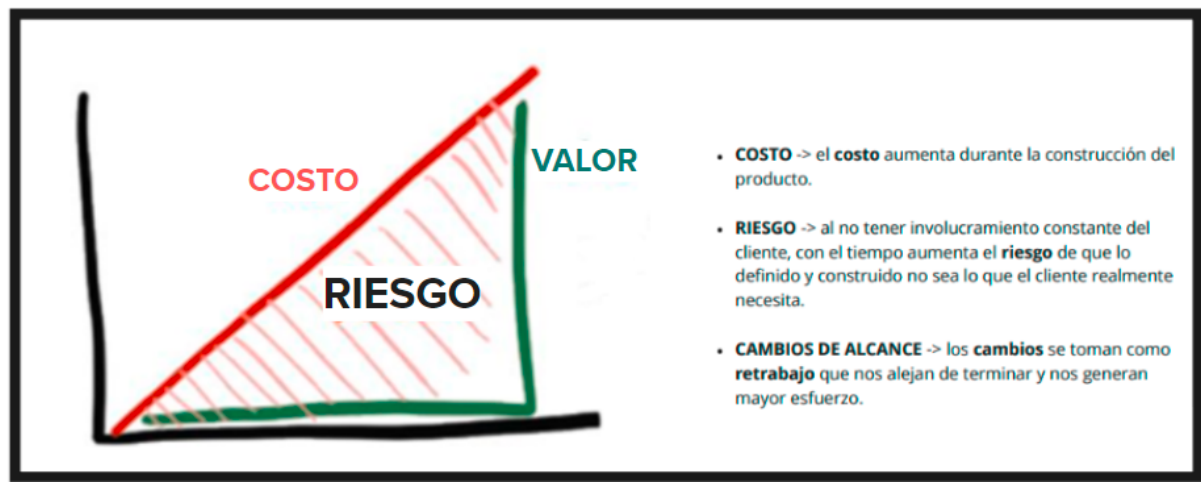 COSTO
VALOR
RIESGO
• COSTO -> el costo aumenta durante la construcción del
producto.
• RIESGO -> al no tener involucramiento constante del
cliente, con el tiempo aumenta el riesgo de que lo
definido y construido no sea lo que el cliente realmente
necesita.
• CAMBIOS DE ALCANCE -> los cambios se toman como
retrabajo que nos alejan de terminar y nos generan
mayor esfuerzo.